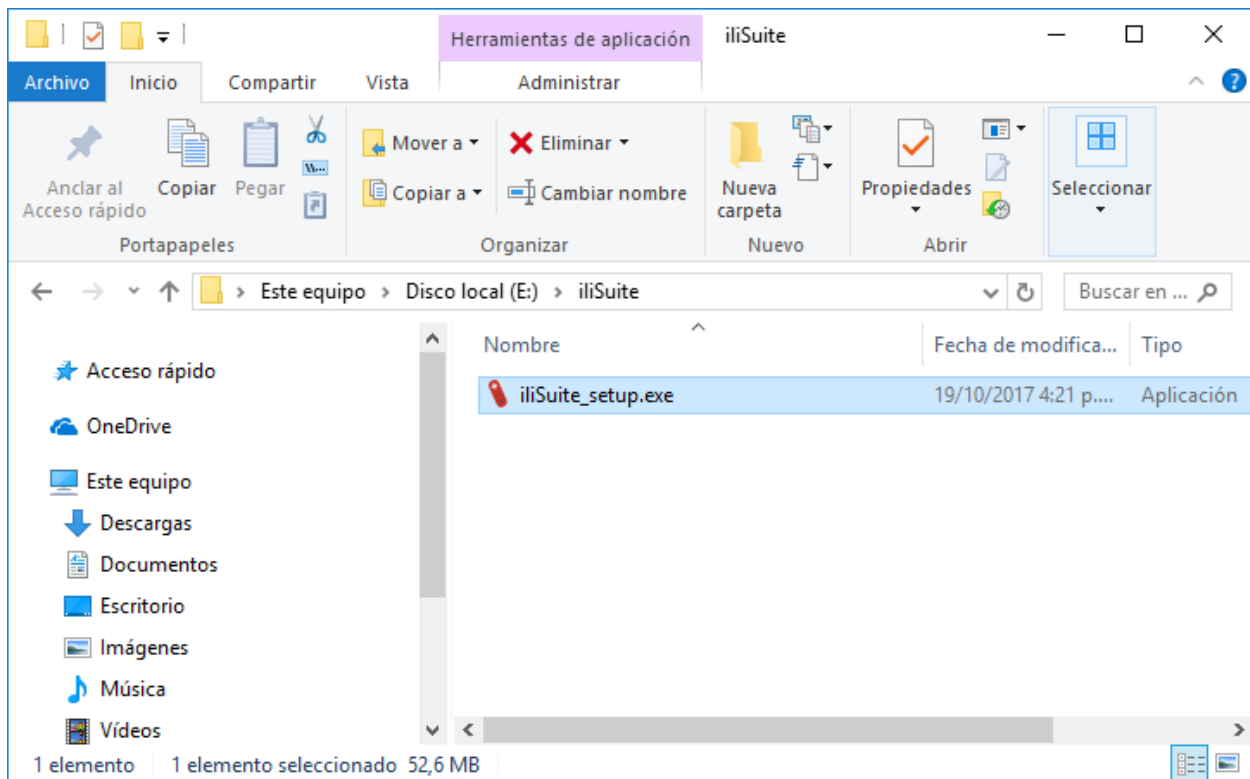 Herramientas de aplicación iliSuite
Archivo Inicio Compartir Vista Administrar
Anclar al
Acceso rápido
Copiar
Pegar
Portapapeles
Mover a
Copiar a
Eliminar
Cambiar nombre
Organizar
Nueva
carpeta
Nuevo
Propiedades
Abrir
Seleccionar
Este equipo > Disco local (E:) > iliSuite
Buscar en ...
Acceso rápido
OneDrive
Este equipo
Descargas
Documentos
Escritorio
Imágenes
Música
Vídeos
Nombre Fecha de modifica... Tipo
iliSuite_setup.exe 19/10/2017 4:21 p.... Aplicación
1 elemento 1 elemento seleccionado 52,6 MB